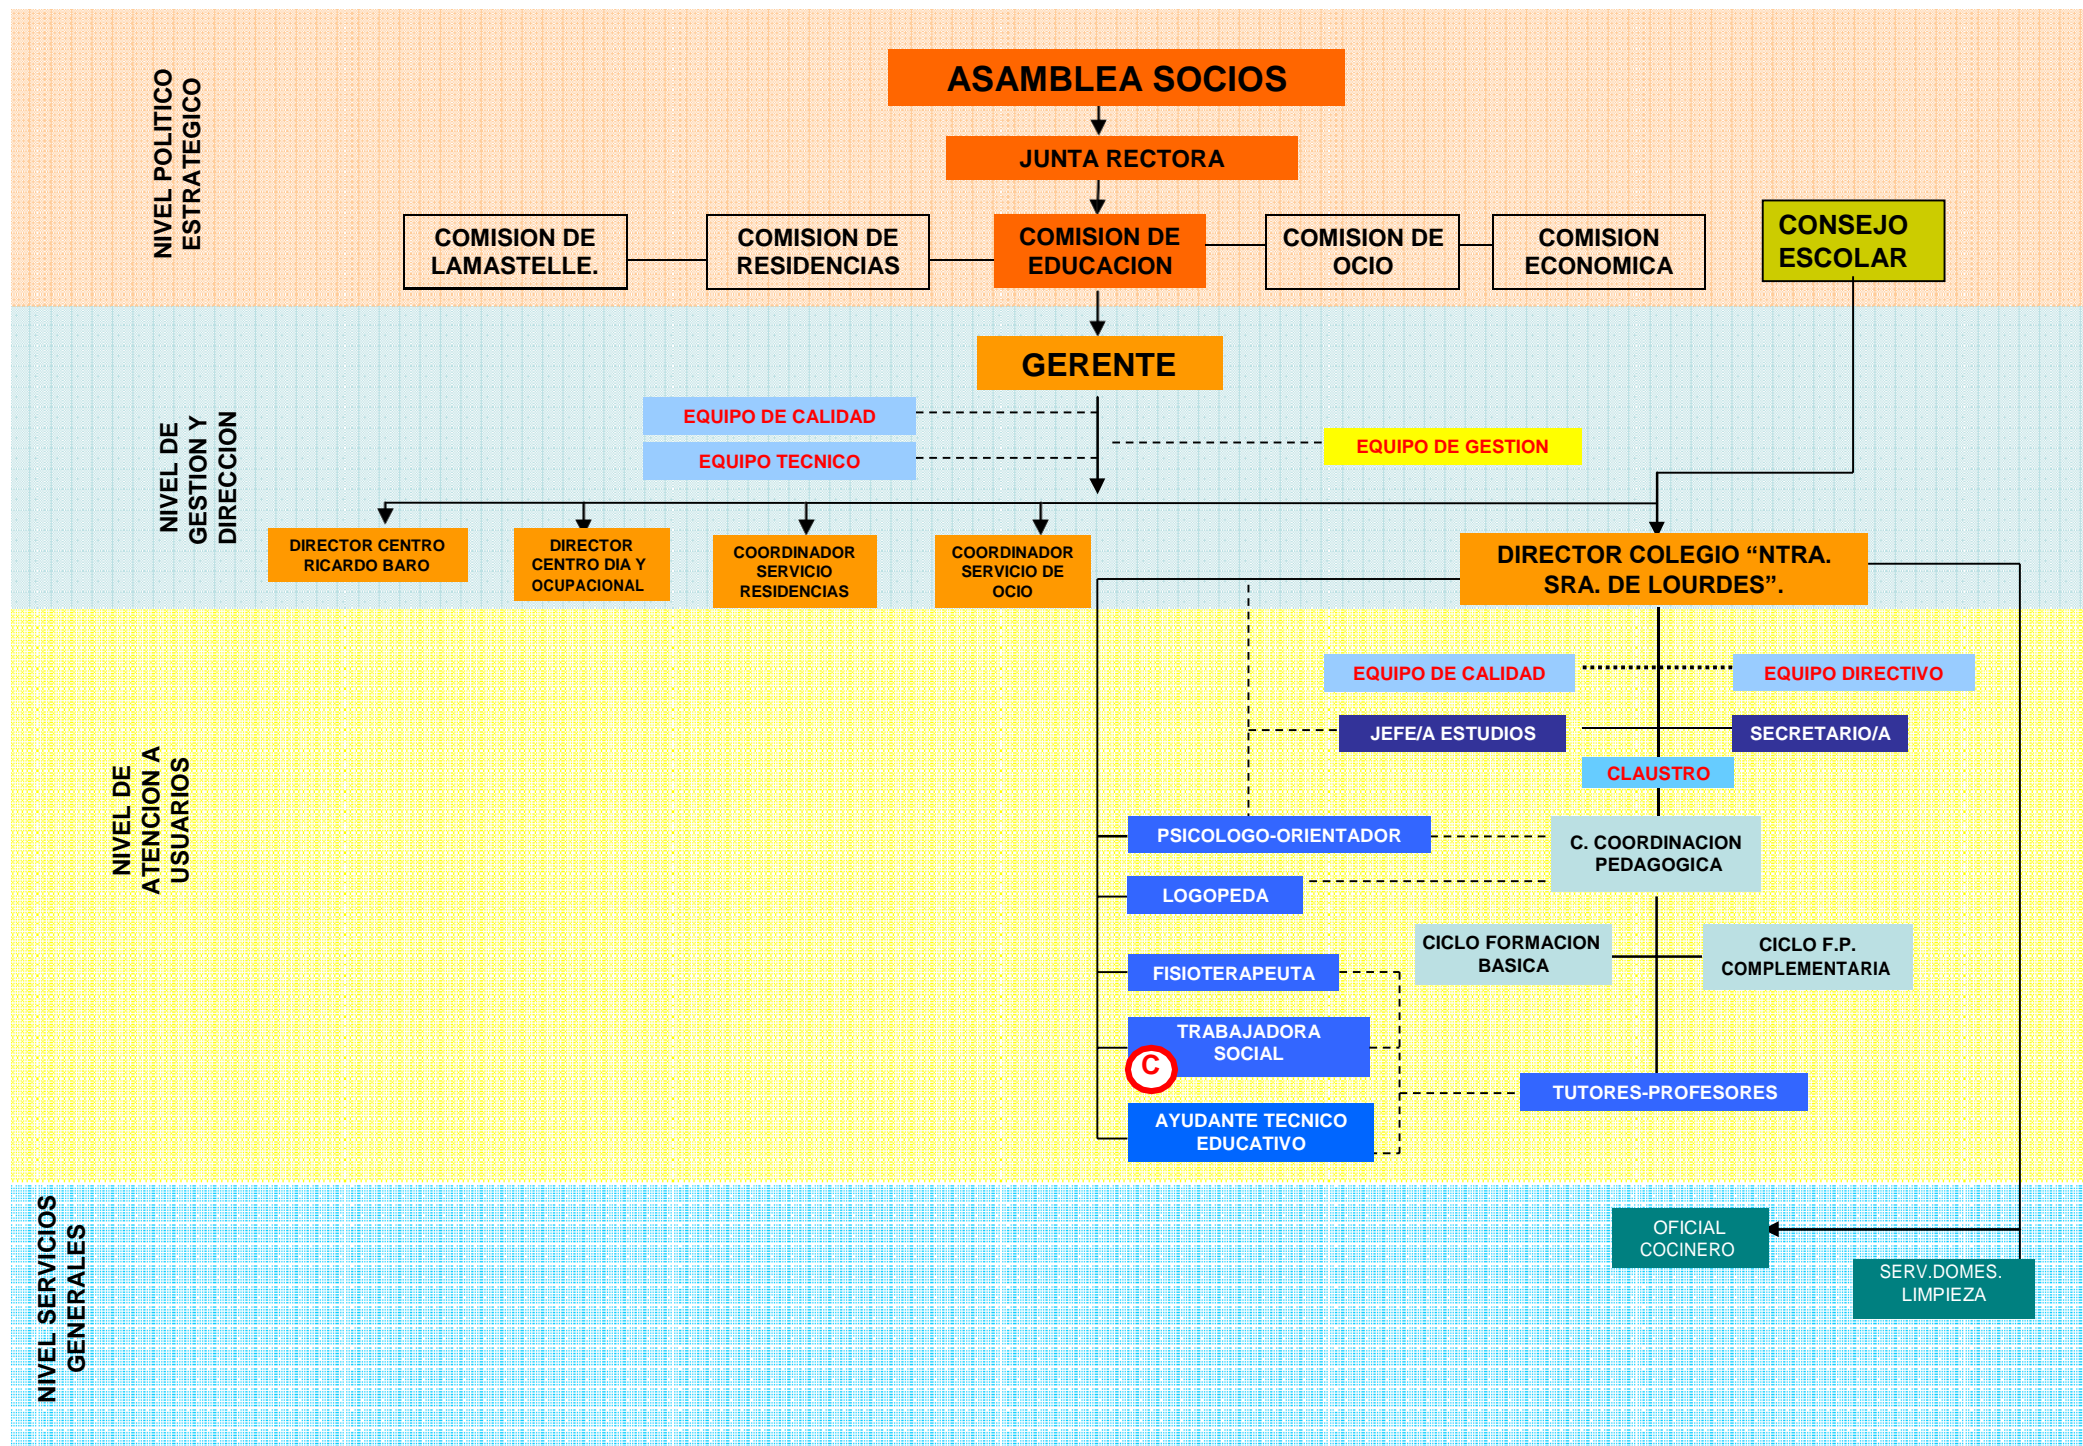 NIVEL POLITICO
ESTRATEGICO
ASAMBLEA SOCIOS
JUNTA RECTORA
COMISION DE
LAMASTELLE.
COMISION DE
RESIDENCIAS
COMISION DE
EDUCACION
COMISION DE
OCIO
COMISION
ECONOMICA
CONSEJO
ESCOLAR
NIVEL DE
GESTION Y
DIRECCION
GERENTE
EQUIPO DE CALIDAD
EQUIPO TECNICO
EQUIPO DE GESTION
DIRECTOR CENTRO
RICARDO BARO
DIRECTOR
CENTRO DIA Y
OCUPACIONAL
COORDINADOR
SERVICIO
RESIDENCIAS
COORDINADOR
SERVICIO DE
OCIO
DIRECTOR COLEGIO “NTRA.
SRA. DE LOURDES”.
NIVEL DE
ATENCION A
USUARIOS
EQUIPO DE CALIDAD
EQUIPO DIRECTIVO
JEFE/A ESTUDIOS
SECRETARIO/A
CLAUSTRO
PSICOLOGO-ORIENTADOR
C. COORDINACION
PEDAGOGICA
LOGOPEDA
CICLO FORMACION
BASICA
CICLO F.P.
COMPLEMENTARIA
FISIOTERAPEUTA
TRABAJADORA
SOCIAL
C
TUTORES-PROFESORES
AYUDANTE TECNICO
EDUCATIVO
NIVEL SERVICIOS
GENERALES
OFICIAL
COCINERO
SERV.DOMES.
LIMPIEZA